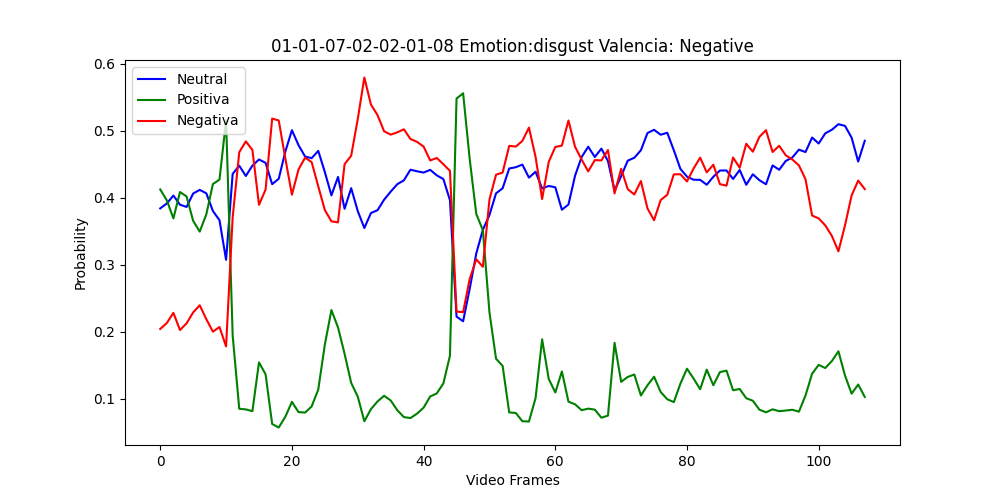 01-01-07-02-02-01-08 Emotion:disgust Valencia: Negative
Neutral
Positiva
Negativa
Probability
0.6
0.5
0.4
0.3
0.2
0.1
0 20 40 60 80 100
Video Frames